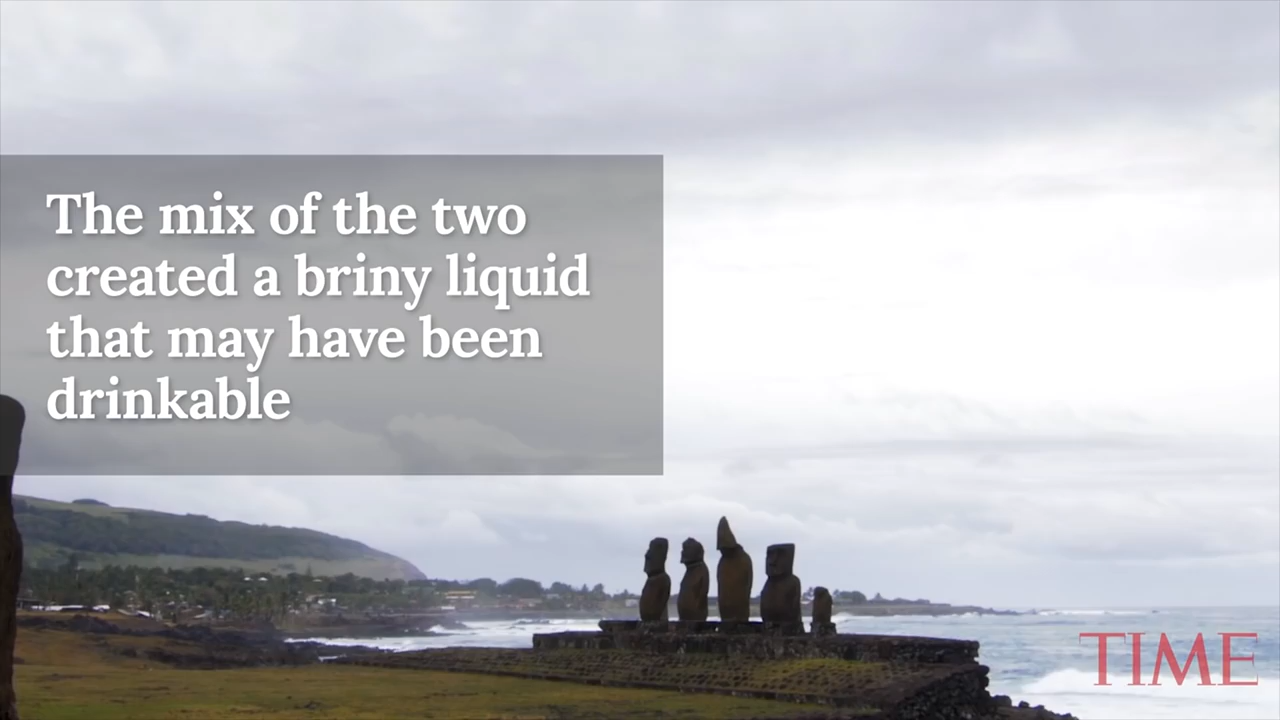 The mix of the two
created a briny liquid
that may have been
drinkable
TIME